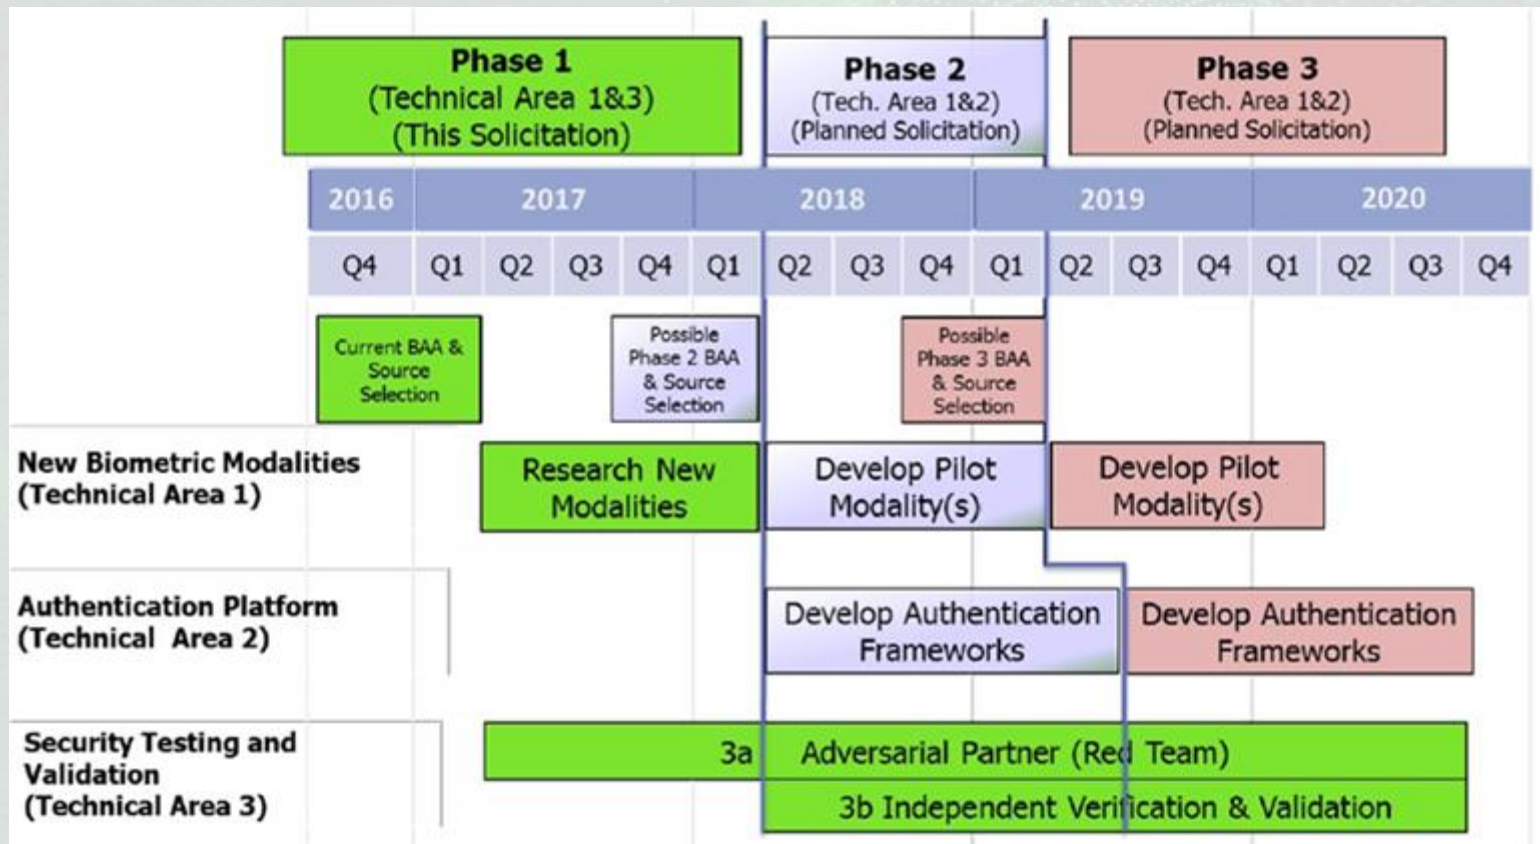 Phase 1
(Technical Area 1&3)
(This Solicitation)
Phase 2
(Tech. Area 1&2)
(Planned Solicitation)
Phase 3
(Tech. Area 1&2)
(Planned Solicitation)
2016
2017
2018
2019
2020
Q4
Q1
Q2
Q3
Q4
Q1
Q2
Q3
Q4
Q1
Q2
Q3
Q4
Q1
Q2
Q3
Q4
Current BAA &
Source
Selection
Possible
Phase 2 BAA
& Source
Selection
Possible
Phase 3 BAA
& Source
Selection
New Biometric Modalities
(Technical Area 1)
Research New
Modalities
Develop Pilot
Modality(s)
Develop Pilot
Modality(s)
Authentication Platform
(Technical Area 2)
Develop Authentication
Frameworks
Develop Authentication
Frameworks
Security Testing and
Validation
(Technical Area 3)
3a Adversarial Partner (Red Team)
3b Independent Verification & Validation